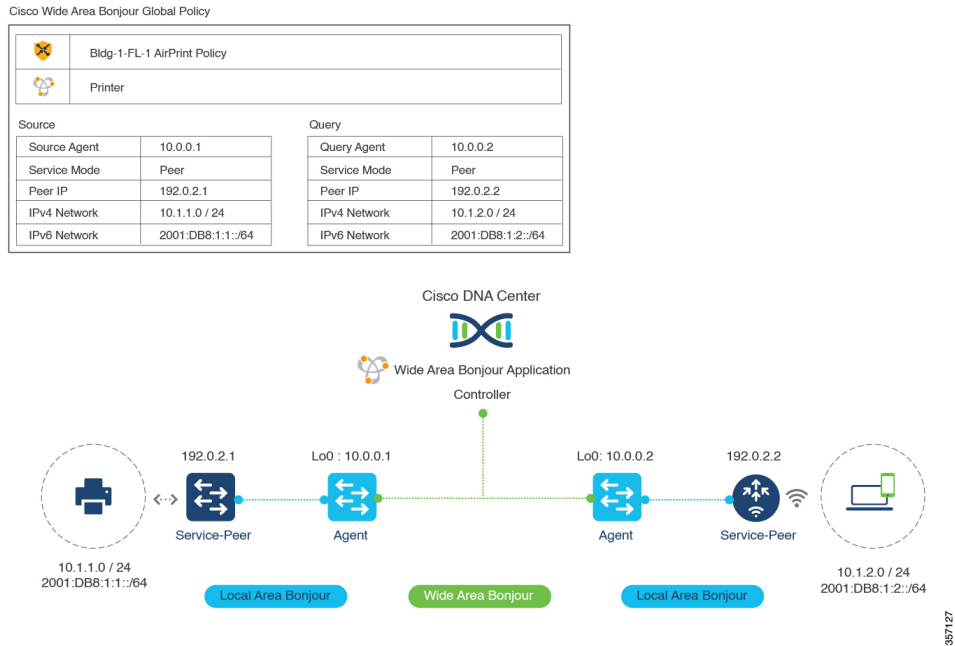 Cisco Wide Area Bonjour Global Policy
Bldg-1-FL-1 AirPrint Policy
Printer
Source
Source Agent 10.0.0.1
Service Mode Peer
Peer IP 192.0.2.1
IPv4 Network 10.1.1.0 / 24
IPv6 Network 2001:DB8:1:1::/64
Query
Query Agent 10.0.0.2
Service Mode Peer
Peer IP 192.0.2.2
IPv4 Network 10.1.2.0 / 24
IPv6 Network 2001:DB8:1:2::/64
Cisco DNA Center
Wide Area Bonjour Application
Controller
192.0.2.1
Lo0 : 10.0.0.1
Lo0: 10.0.0.2
192.0.2.2
Service-Peer
Agent
Agent
Service-Peer
10.1.1.0 / 24
2001:DB8:1:1::/64
10.1.2.0 / 24
2001:DB8:1:2::/64
Local Area Bonjour
Wide Area Bonjour
Local Area Bonjour
357127